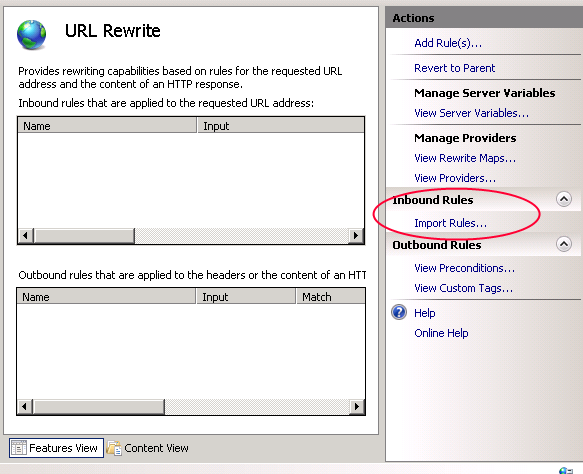 URL Rewrite
Provides rewriting capabilities based on rules for the requested URL
address and the content of an HTTP response.
Inbound rules that are applied to the requested URL address:
Name Input
Outbound rules that are applied to the headers or the content of an HTT
Name Input Match
Features View Content View
Actions
Add Rule(s)...
Revert to Parent
Manage Server Variables
View Server Variables...
Manage Providers
View Rewrite Maps...
View Providers...
Inbound Rules
Import Rules...
Outbound Rules
View Preconditions...
View Custom Tags...
Help
Online Help